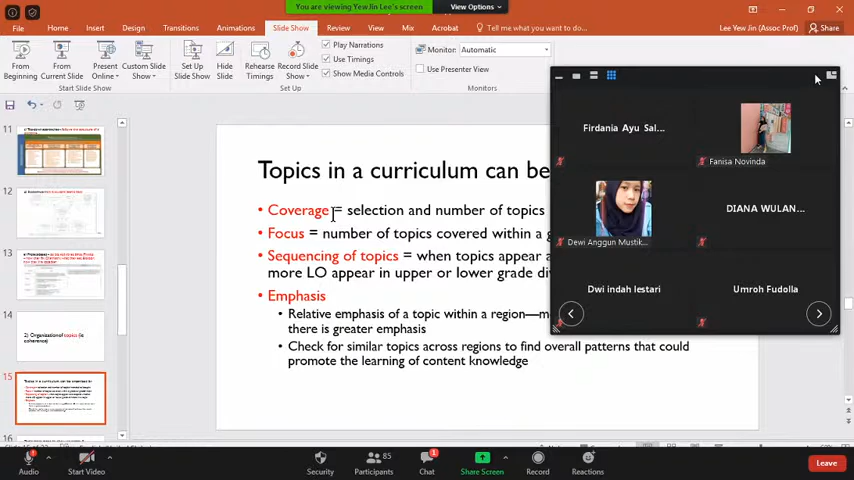 You are viewing Yew Jin Lee's screen
View Options
File
Home
Insert
Design
Transitions
Animations
Slide Show
Review
View
Mix
Acrobat
Tell me what you want to do...
Lee Yew Jin (Assoc Prof)
Share
From Beginning
From Current Slide
Present Online
Custom Slide Show
Set Up Slide Show
Hide Slide
Rehearse Timings
Record Slide Show
Play Narrations
Use Timings
Show Media Controls
Monitor: Automatic
Use Presenter View
Start Slide Show
Set Up
Monitors
11
12
13
14
2) Organization of topics (ie coherence)
15
16
Topics in a curriculum can be
• Coverage = selection and number of topics
• Focus = number of topics covered within a g
• Sequencing of topics = when topics appear a
more LO appear in upper or lower grade di
• Emphasis
• Relative emphasis of a topic within a region—m
there is greater emphasis
• Check for similar topics across regions to find overall patterns that could
promote the learning of content knowledge
Firdania Ayu Sal...
Fanisa Novinda
Dewi Anggun Mustik...
DIANA WULAN...
Dwi indah lestari
Umroh Fudolla
Audio
Start Video
Security
85
Participants
1
Chat
Share Screen
Record
Reactions
Leave